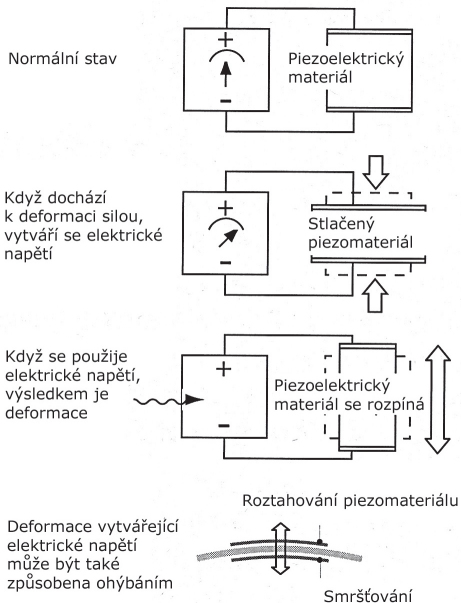 Normální stav
+
-
Piezoelektrický
materiál
Když dochází
k deformaci silou,
vytváří se elektrické
napětí
+
-
Stlačený
piezomateriál
Když se použije
elektrické napětí,
výsledkem je
deformace
+
-
Piezoelektrický
materiál se rozpíná
Roztahování piezomateriálu
Deformace vytvářející
elektrické napětí
může být také
způsobena ohýbáním
Smršťování